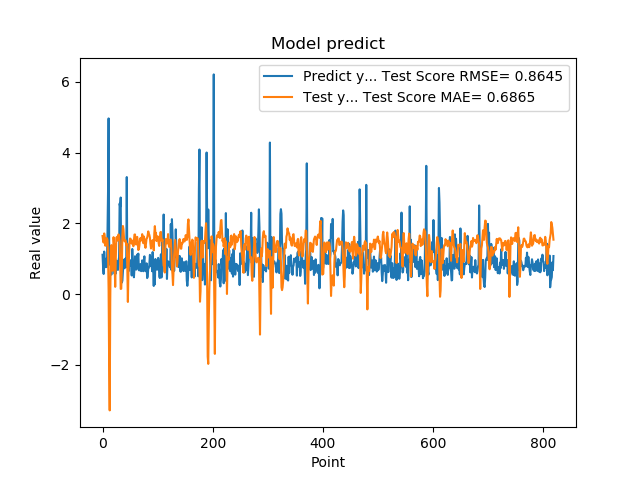 Model predict
Predict y... Test Score RMSE= 0.8645
Test y... Test Score MAE= 0.6865
Real value
6
4
2
0
−2
0 200 400 600 800
Point